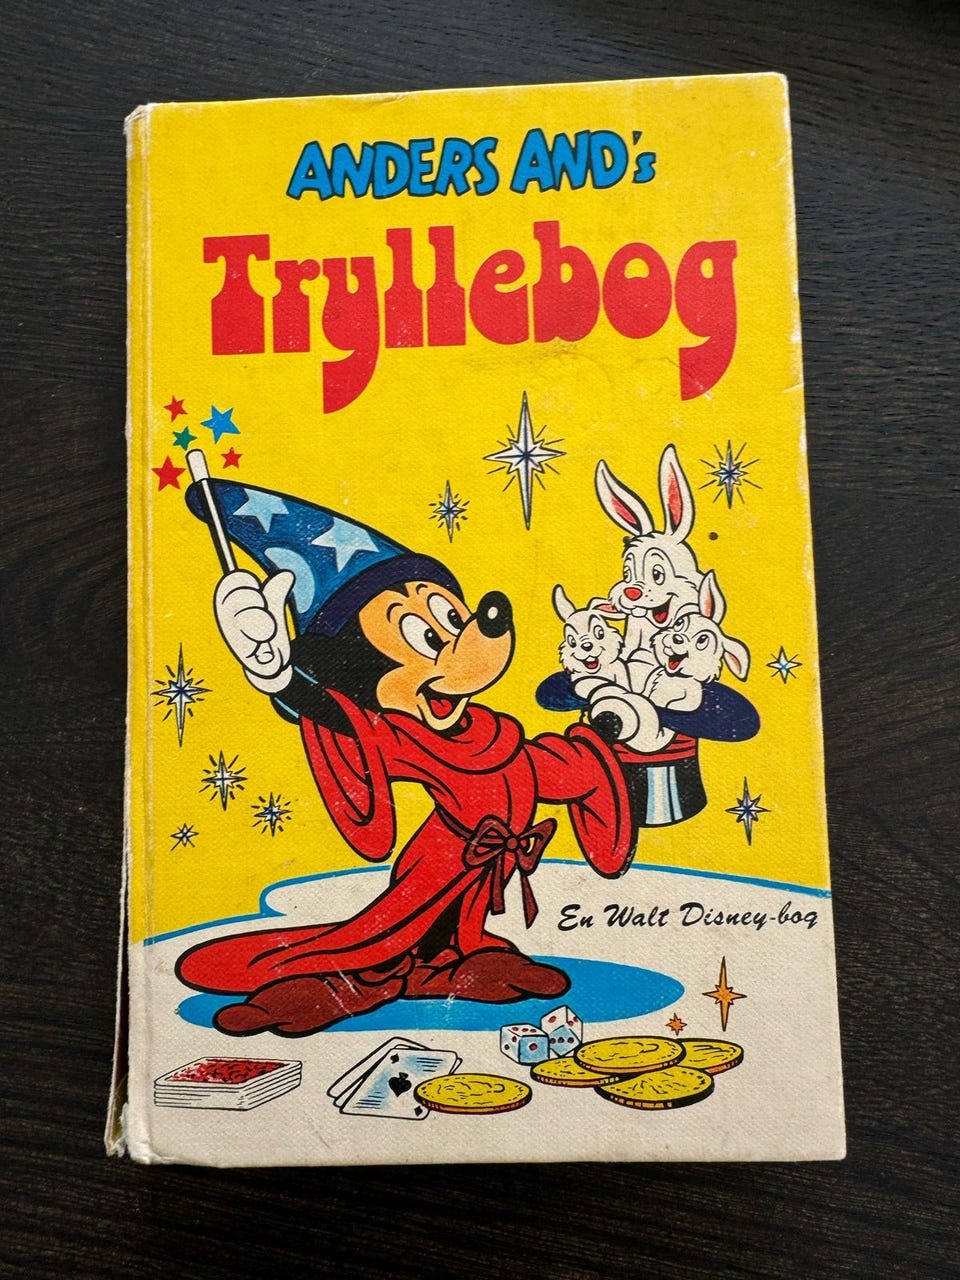 ANDERS AND's
Tryllebog
En Walt Disney-bog